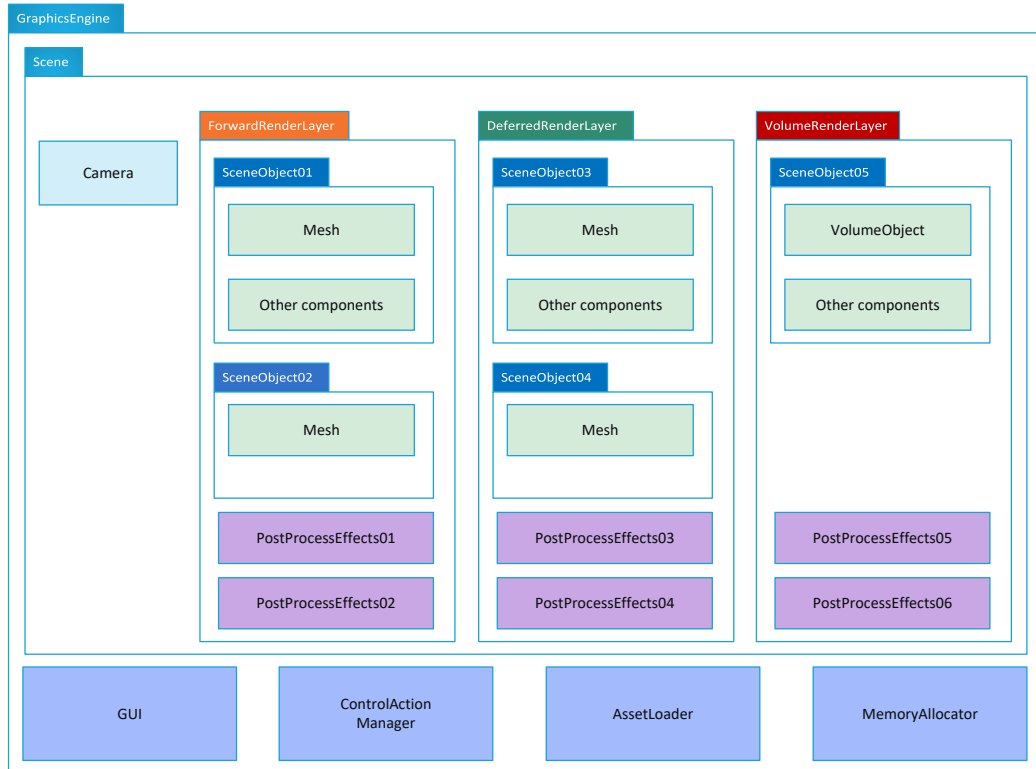 GraphicsEngine
Scene
Camera
ForwardRenderLayer
SceneObject01
Mesh
Other components
SceneObject02
Mesh
PostProcessEffects01
PostProcessEffects02
DeferredRenderLayer
SceneObject03
Mesh
Other components
SceneObject04
Mesh
PostProcessEffects03
PostProcessEffects04
VolumeRenderLayer
SceneObject05
VolumeObject
Other components
PostProcessEffects05
PostProcessEffects06
GUI
ControlAction
Manager
AssetLoader
MemoryAllocator